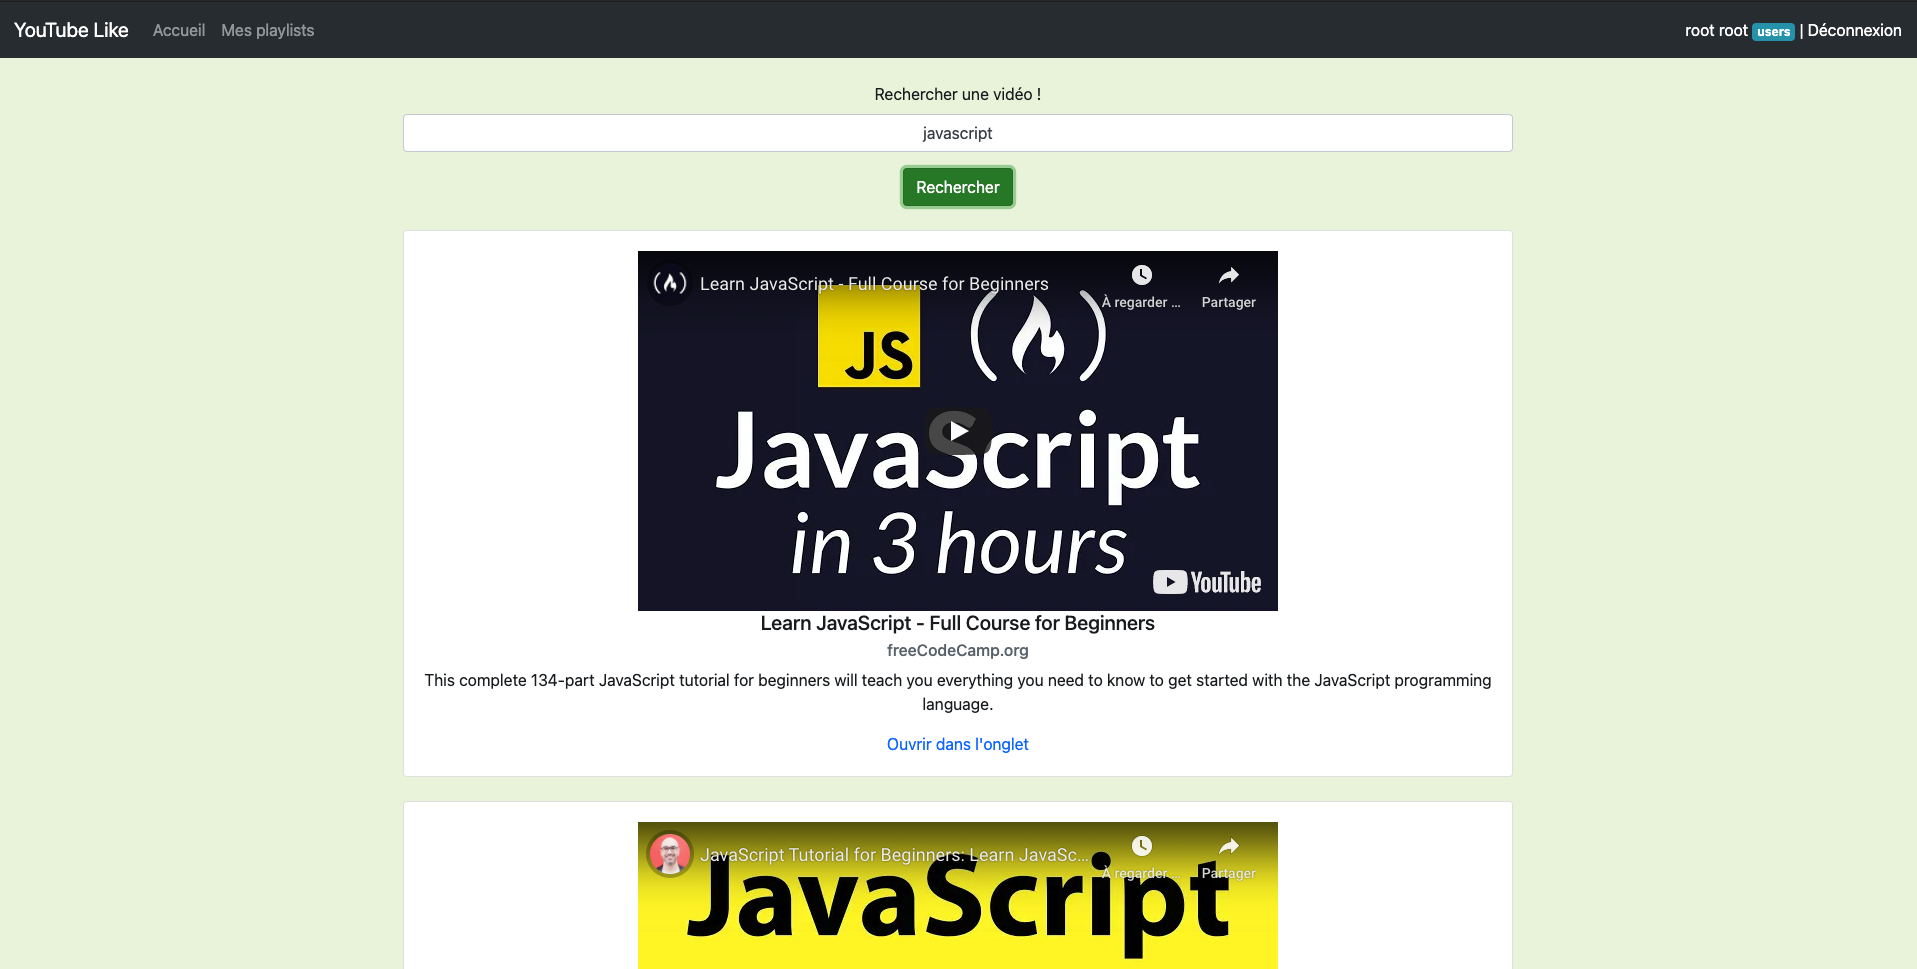 YouTube Like Accueil Mes playlists root root users | Déconnexion
Rechercher une vidéo !
javascript
Rechercher
Learn JavaScript - Full Course for Beginners
À regarder ... Partager
JS
JavaScript
in 3 hours
YouTube
Learn JavaScript - Full Course for Beginners
freeCodeCamp.org
This complete 134-part JavaScript tutorial for beginners will teach you everything you need to know to get started with the JavaScript programming
language.
Ouvrir dans l'onglet
JavaScript Tutorial for Beginners: Learn JavaSc...
À regarder ... Partager
JavaScript